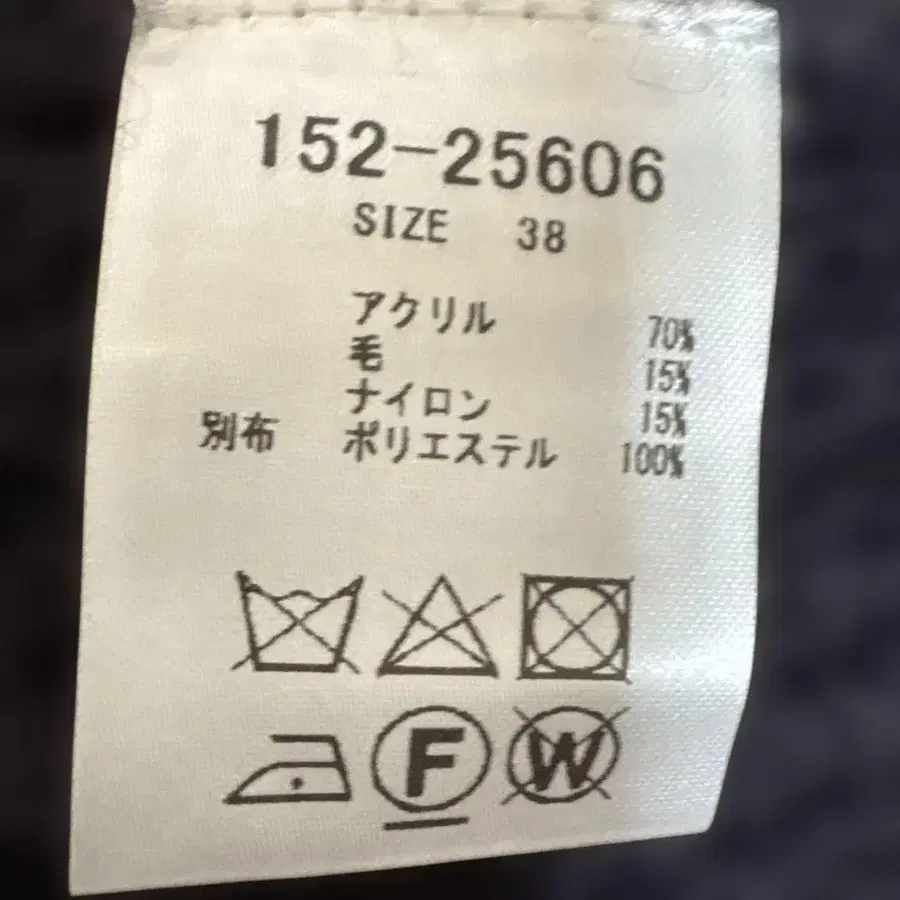 152-25606
SIZE 38
アクリル 70%
毛 15%
ナイロン 15%
別布 ポリエステル 100%
F W